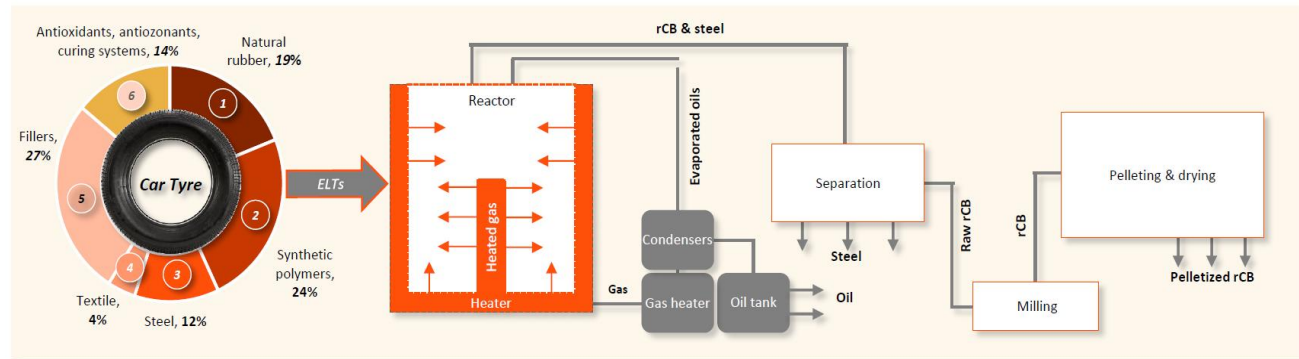 Antioxidants, antiozonants,
curing systems, 14%
Natural
rubber, 19%
6
1
Fillers,
27%
5
Car Tyre
2
4
3
Synthetic
polymers,
24%
Textile,
4%
Steel, 12%
ELTs
Reactor
Heated gas
Heater
rCB & steel
Evaporated oils
Gas
Condensers
Gas heater
Oil tank
Oil
Separation
Steel
Raw rCB
Milling
rCB
Pelleting & drying
Pelletized rCB